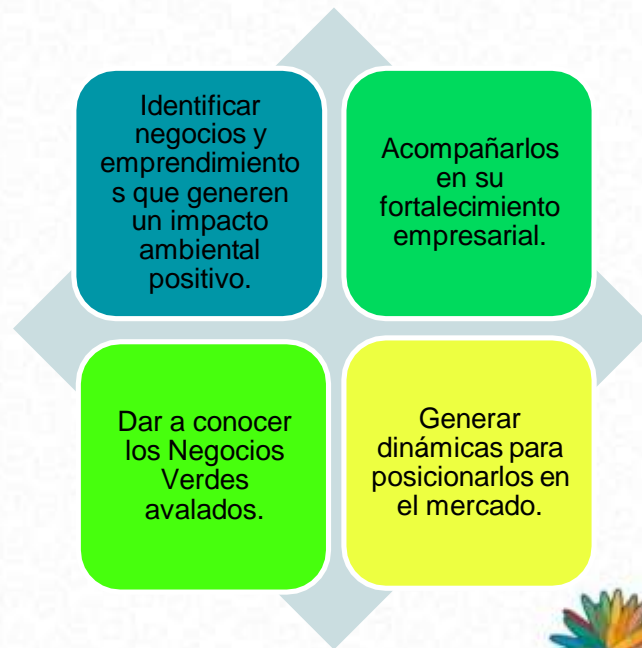 Identificar
negocios y
emprendimiento
s que generen
un impacto
ambiental
positivo.
Acompañarlos
en su
fortalecimiento
empresarial.
Dar a conocer
los Negocios
Verdes
avalados.
Generar
dinámicas para
posicionarlos en
el mercado.